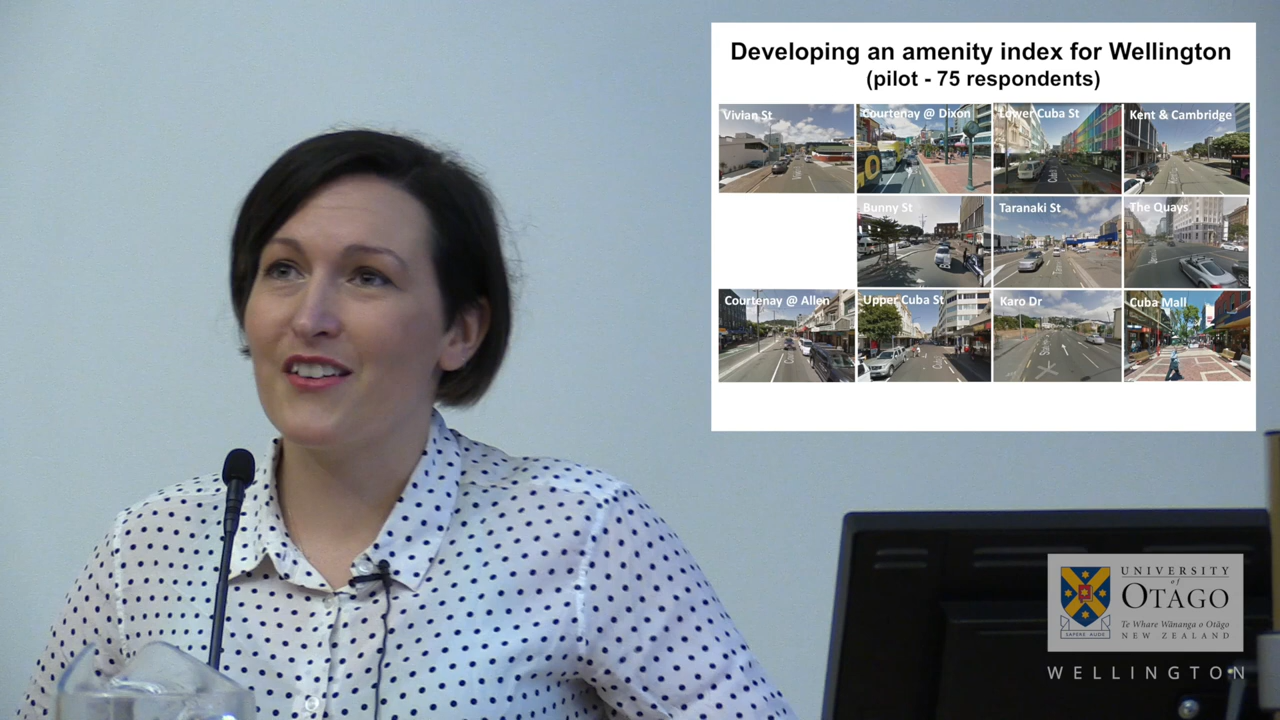 Developing an amenity index for Wellington
(pilot - 75 respondents)
Vivian St
Courtenay @ Dixon
Lower Cuba St
Kent & Cambridge
Bunny St
Taranaki St
The Quays
Courtenay @ Allen
Upper Cuba St
Karo Dr
Cuba Mall
UNIVERSITY
of
OTAGO
Te Whare Wānanga o Otāgo
NEW ZEALAND
SAPERE AUDE
WELLINGTON